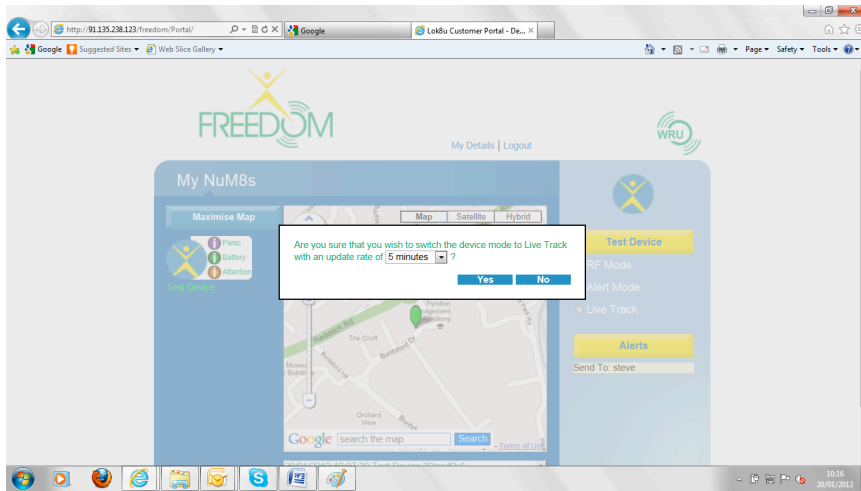 http://91.135.238.123/freedom/Portal/
Google
Lok8u Customer Portal - De...
Google
Suggested Sites
Web Slice Gallery
Page
Safety
Tools
FREEDOM
My Details | Logout
WRU
My NuM8s
Maximise Map
Panic
Battery
Attention
Test Device
Map
Satellite
Hybrid
Are you sure that you wish to switch the device mode to Live Track
with an update rate of 5 minutes ?
Yes
No
Test Device
RF Mode
Alert Mode
Live Track
Alerts
Send To: steve
Redditch Rd
The Croft
Buntsford Dr
Museum
Orchard
View
Google
search the map
Search
- Terms of Use
10:16
20/01/2012